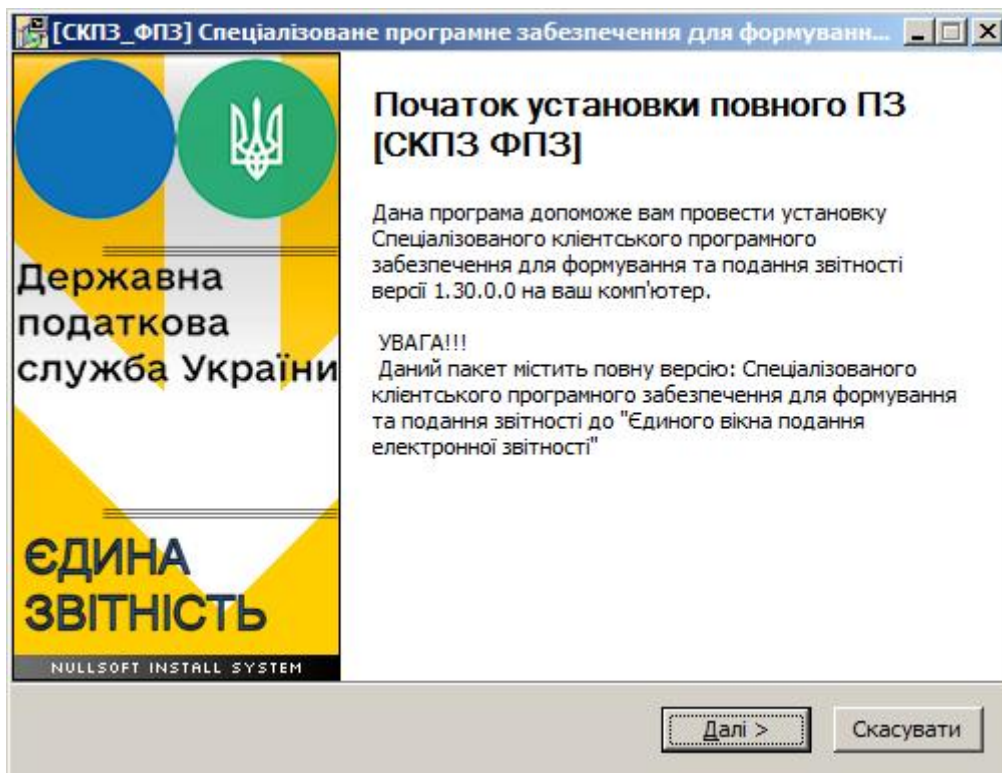 [СКПЗ_ФПЗ] Спеціалізоване програмне забезпечення для формуванн...
Державна
податкова
служба України
ЄДИНА
ЗВІТНІСТЬ
NULLSOFT INSTALL SYSTEM
Початок установки повного ПЗ
[СКПЗ ФПЗ]
Дана програма допоможе вам провести установку
Спеціалізованого клієнтського програмного
забезпечення для формування та подання звітності
версії 1.30.0.0 на ваш комп'ютер.
УВАГА!!!
Даний пакет містить повну версію: Спеціалізованого
клієнтського програмного забезпечення для формування
та подання звітності до "Єдиного вікна подання
електронної звітності"
Далі >
Скасувати